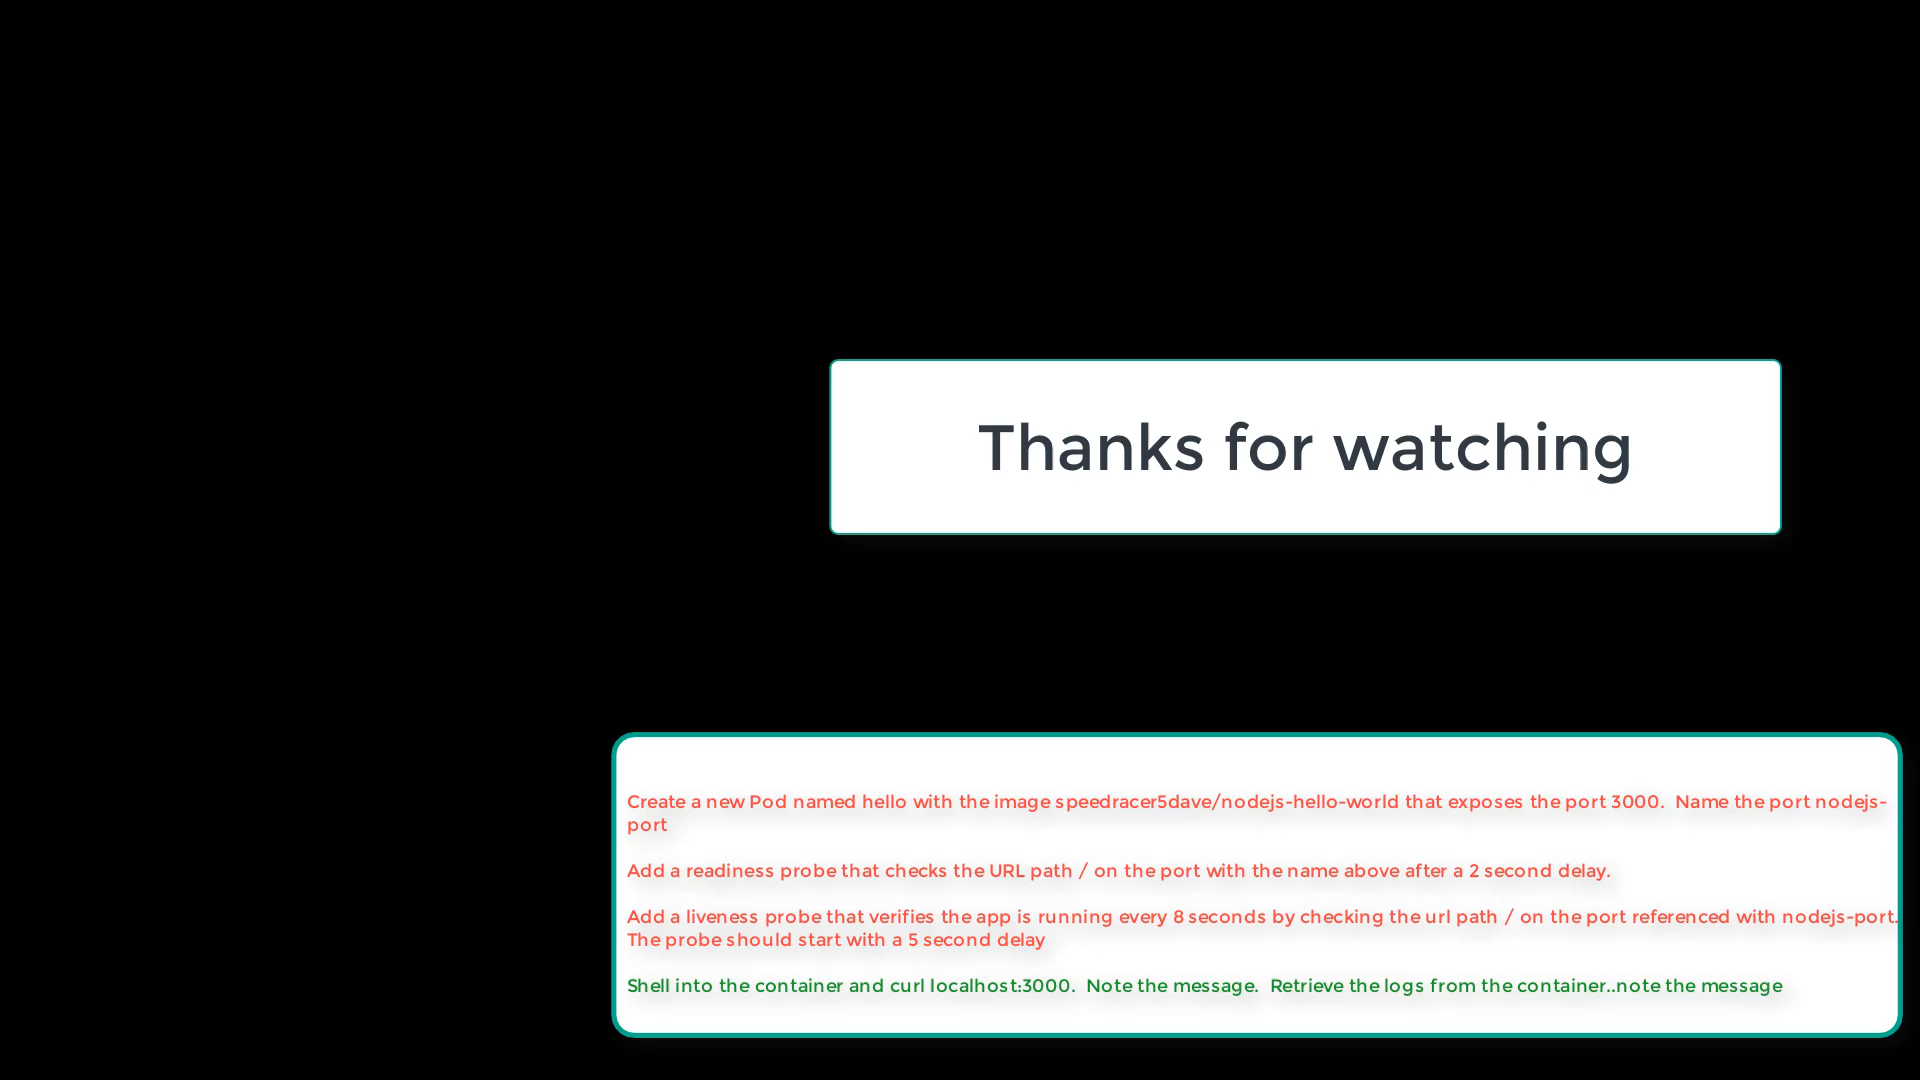 Thanks for watching
Create a new Pod named hello with the image speedracer5dave/nodejs-hello-world that exposes the port 3000.  Name the port nodejs-
port
Add a readiness probe that checks the URL path / on the port with the name above after a 2 second delay.
Add a liveness probe that verifies the app is running every 8 seconds by checking the url path / on the port referenced with nodejs-port.
The probe should start with a 5 second delay
Shell into the container and curl localhost:3000.  Note the message.  Retrieve the logs from the container..note the message